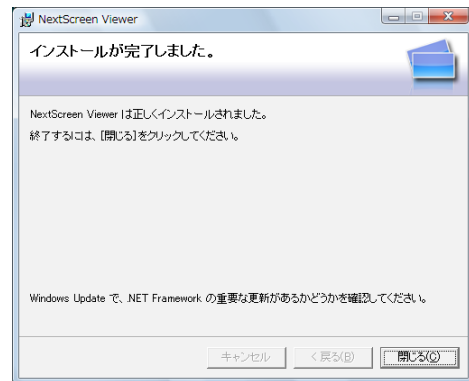 NextScreen Viewer
インストールが完了しました。
NextScreen Viewer は正しくインストールされました。
終了するには、[閉じる]をクリックしてください。
Windows Update で、.NET Framework の重要な更新があるかどうかを確認してください。
キャンセル < 戻る(B) 閉じる(C)